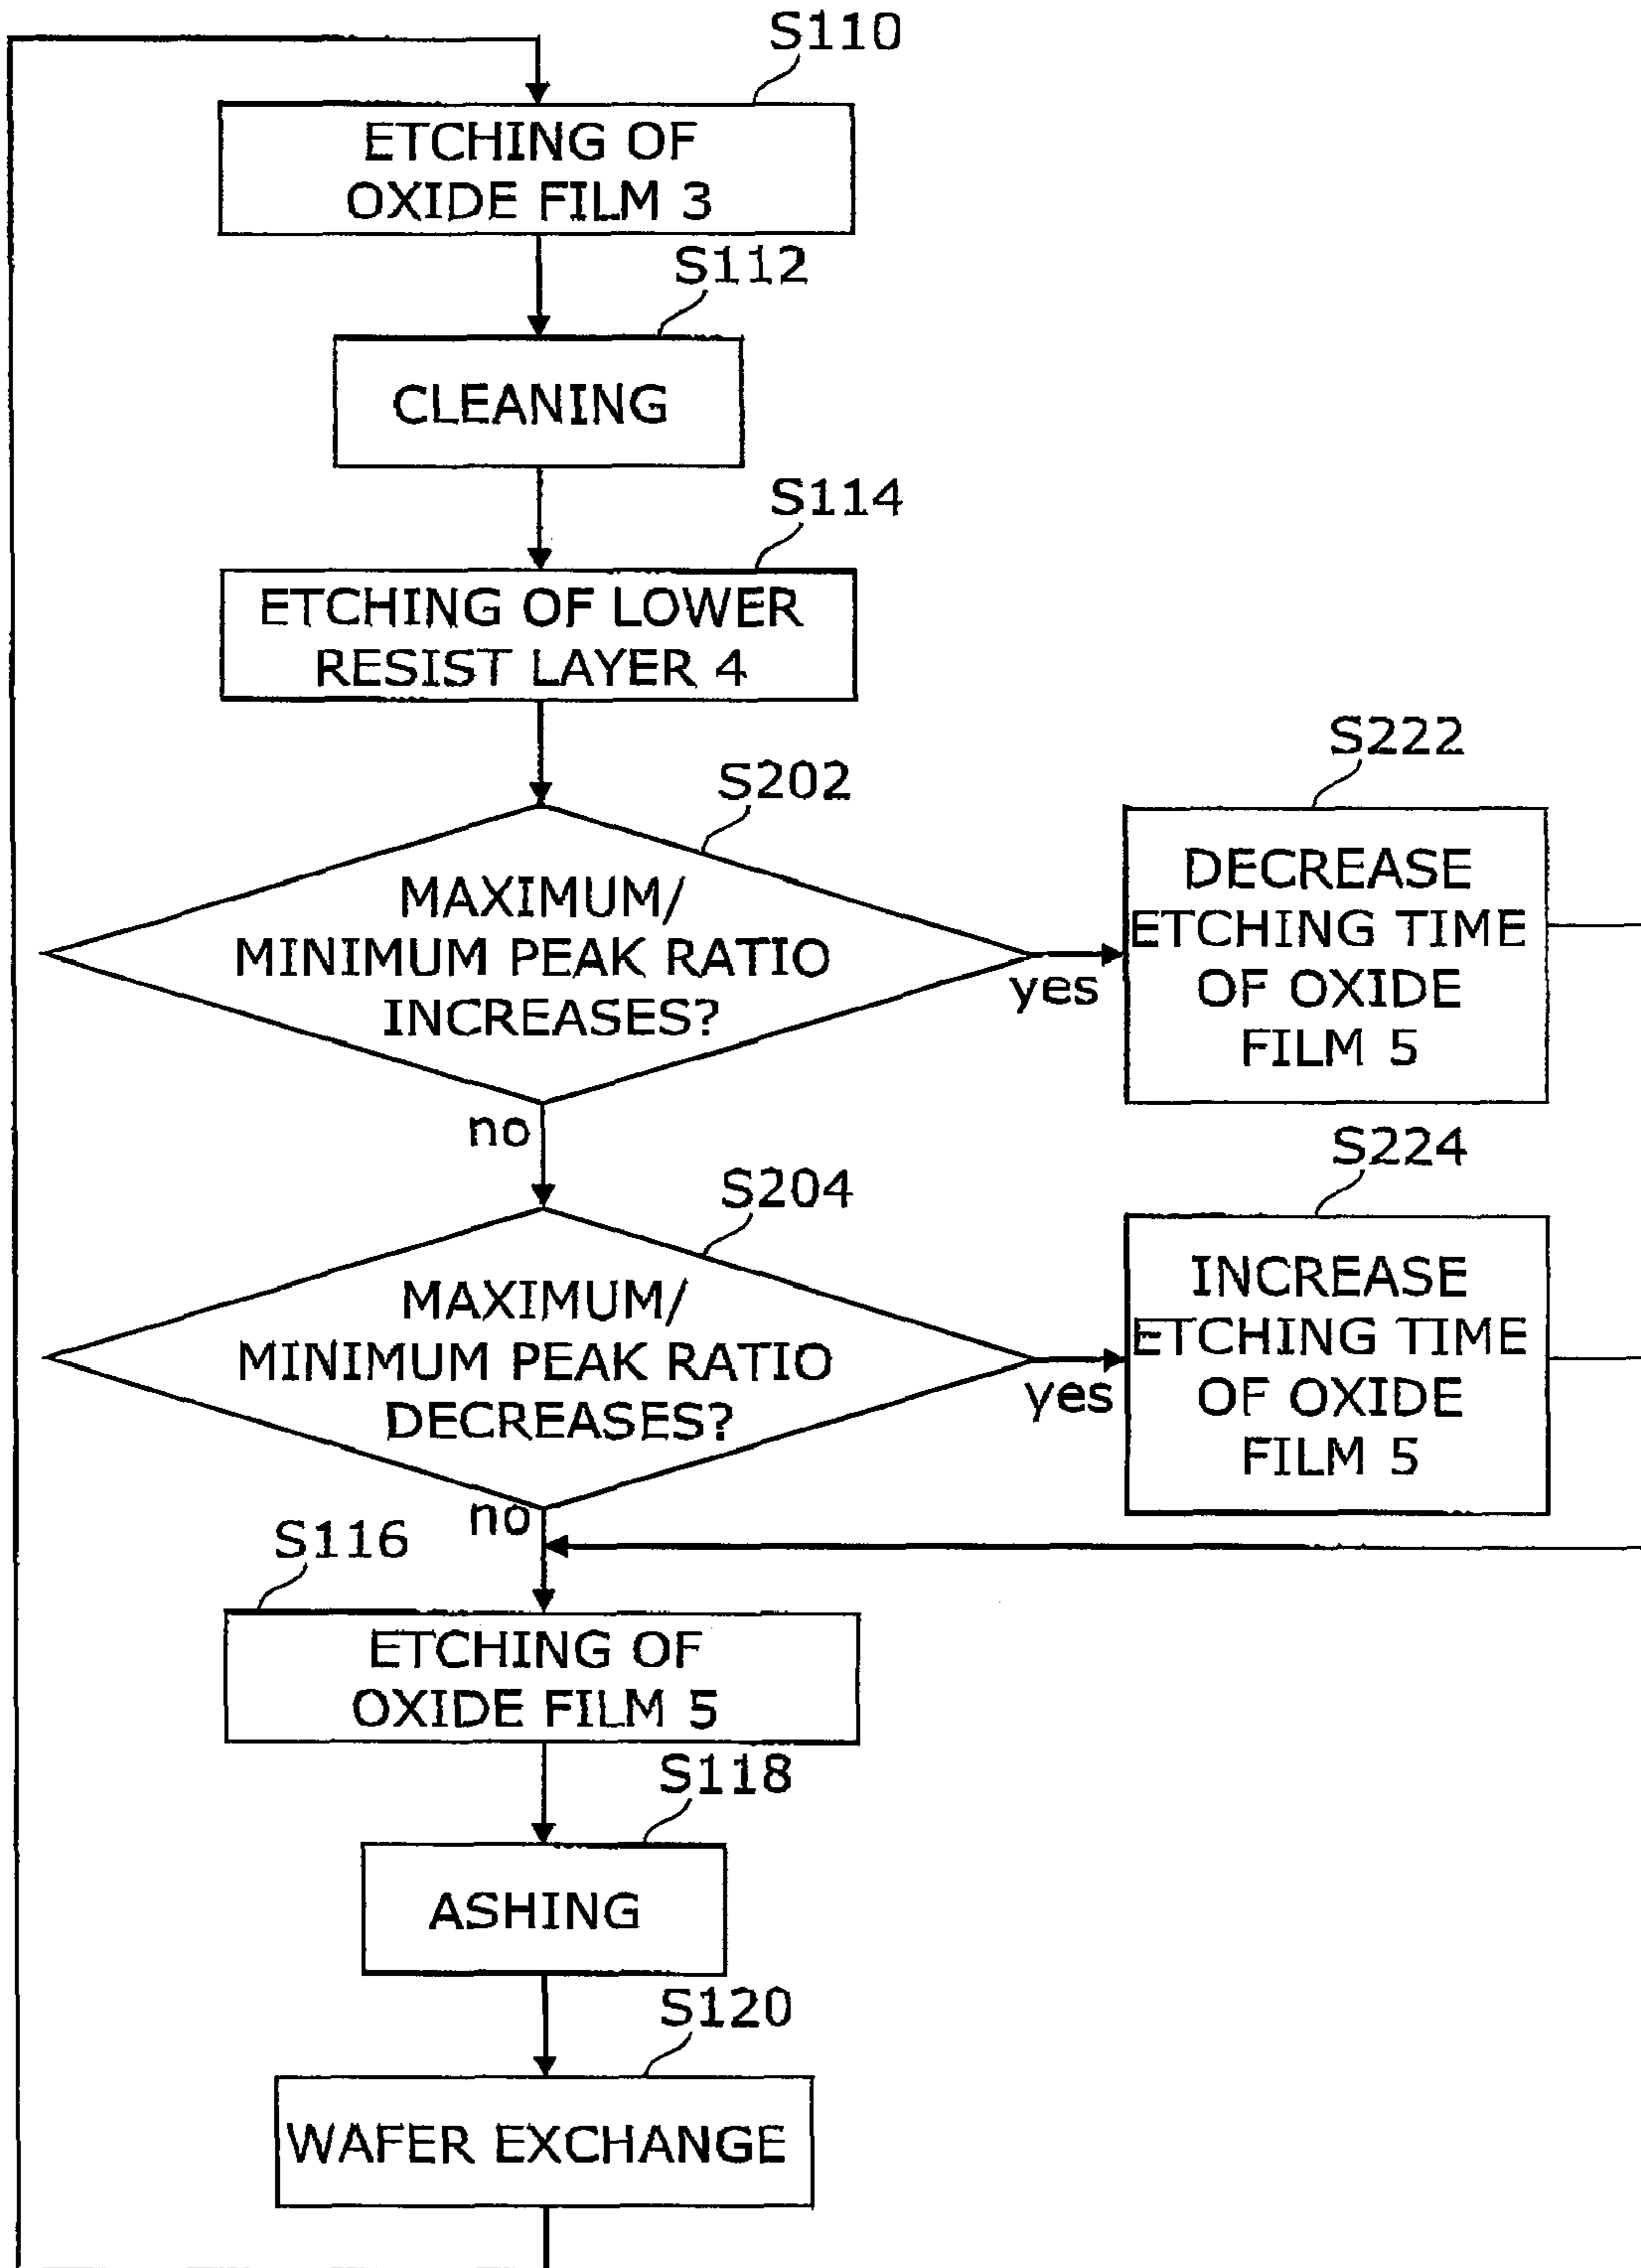 S110
ETCHING OF
OXIDE FILM 3
S112
CLEANING
S114
ETCHING OF LOWER
RESIST LAYER 4
S202
MAXIMUM/
MINIMUM PEAK RATIO
INCREASES?
yes
S222
DECREASE
ETCHING TIME
OF OXIDE
FILM 5
no
S204
MAXIMUM/
MINIMUM PEAK RATIO
DECREASES?
yes
S224
INCREASE
ETCHING TIME
OF OXIDE
FILM 5
no
S116
ETCHING OF
OXIDE FILM 5
S118
ASHING
S120
WAFER EXCHANGE